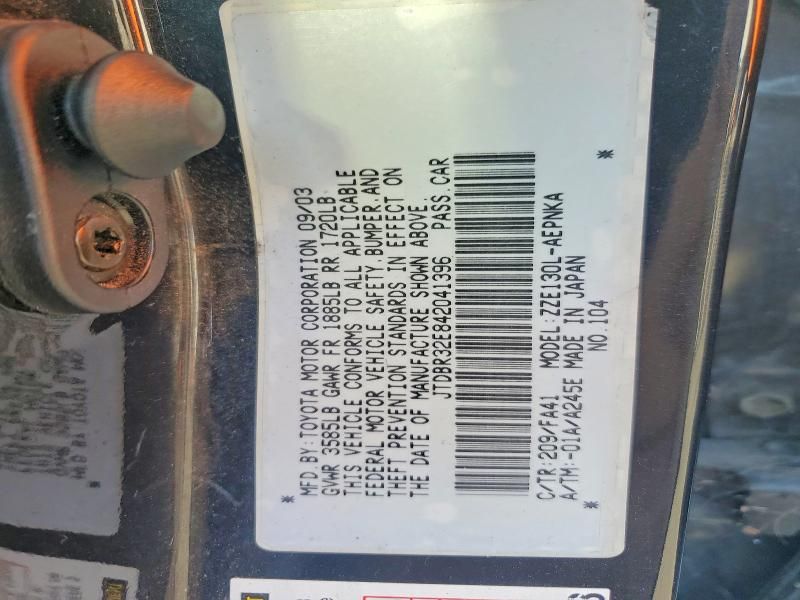 MFD.BY:TOYOTA MOTOR CORPORATION 09/03
GVWR 3585LB GAWR FR 1885LB RR 1720LB
THIS VEHICLE CONFORMS TO ALL APPLICABLE
FEDERAL MOTOR VEHICLE SAFETY,BUMPER,AND
THEFT PREVENTION STANDARDS IN EFFECT ON
THE DATE OF MANUFACTURE SHOWN ABOVE.
JTDBR32E842041396 PASS.CAR
* *
C/TR:209/FA41 MODEL:ZZE130L-AEPNKA
A/TM:-01A/A245E MADE IN JAPAN
* NO.104 *